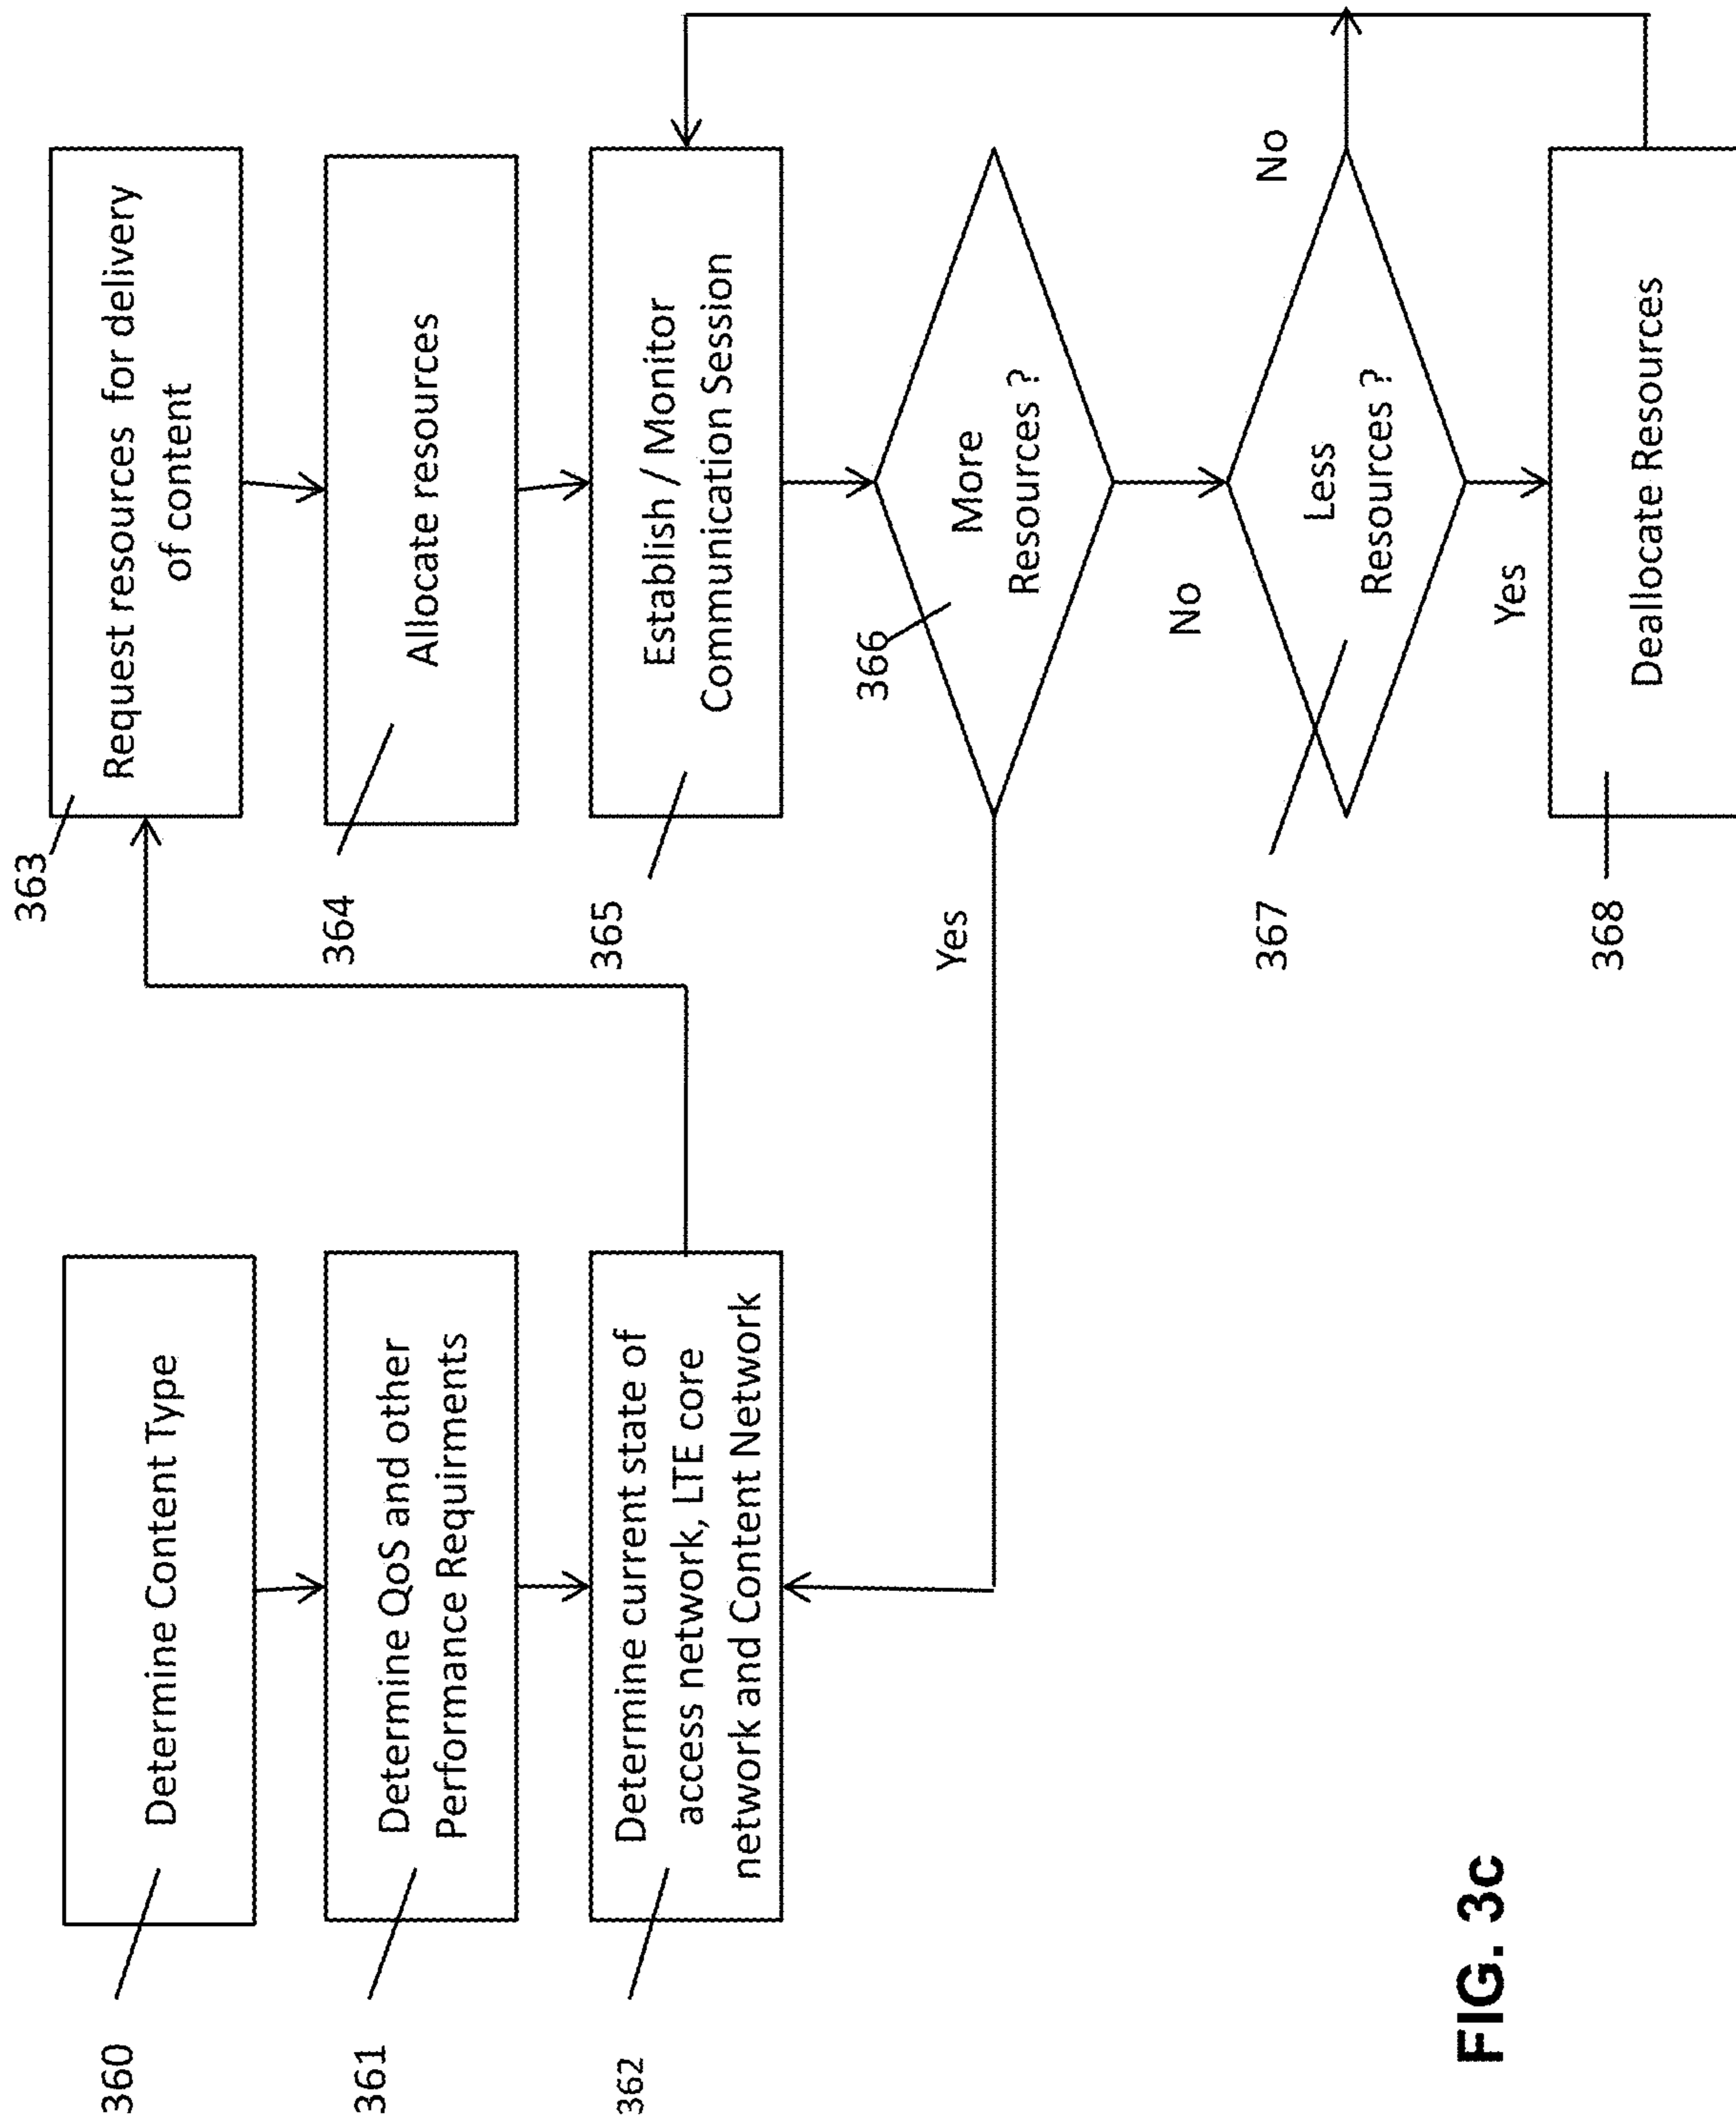 360
Determine Content Type
361
Determine QoS and other
Performance Requirments
362
Determine current state of
access network, LTE core
network and Content Network
363
Request resources for delivery
of content
364
Allocate resources
365
Establish / Monitor
Communication Session
366
More
Resources ?
Yes
No
367
Less
Resources ?
No
Yes
368
Deallocate Resources
FIG. 3c